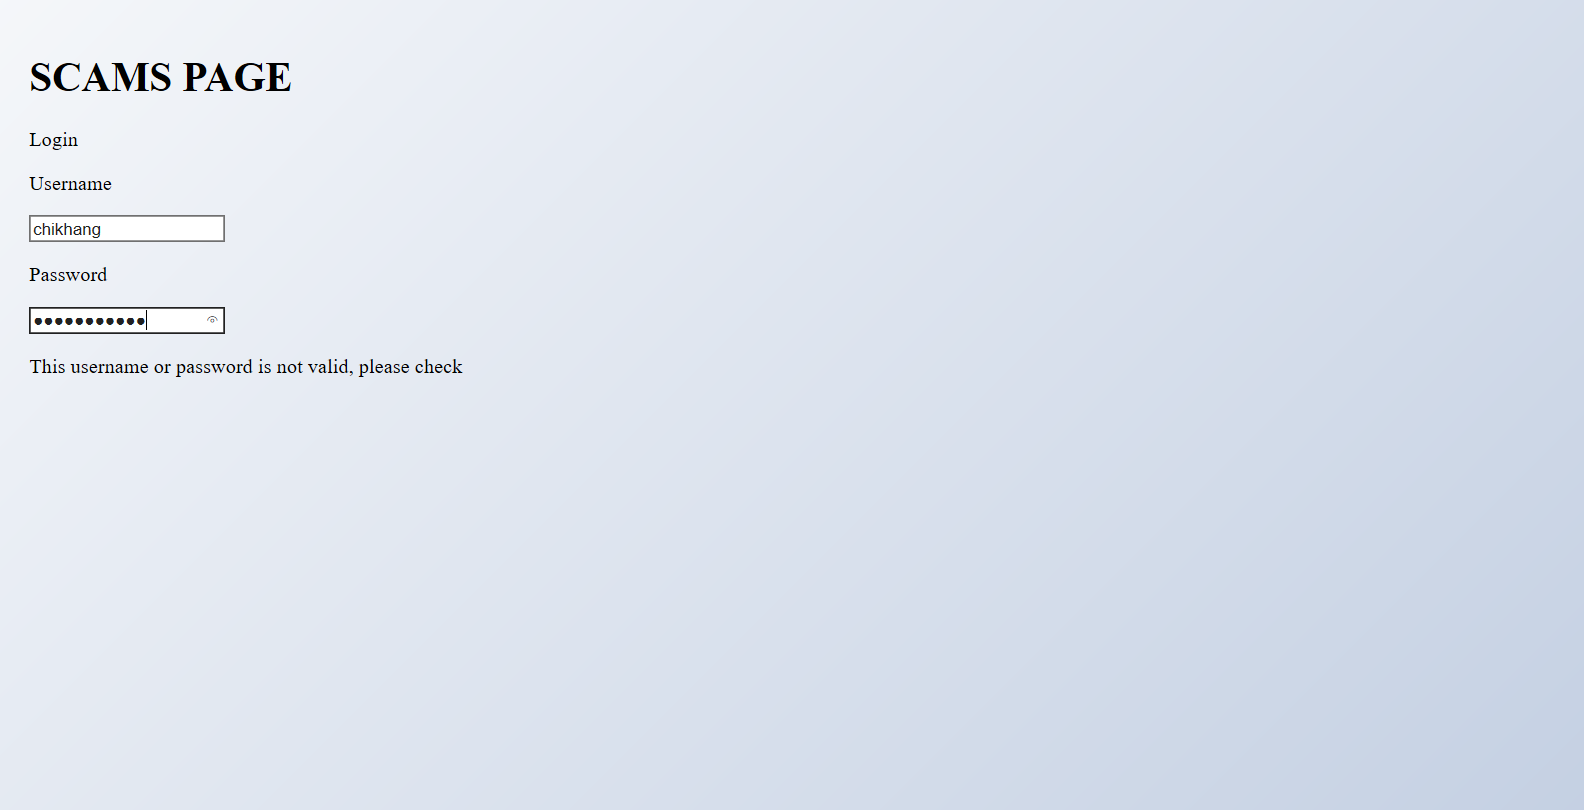 SCAMS PAGE
Login
Username
chikhang
Password
•••••••••••
This username or password is not valid, please check